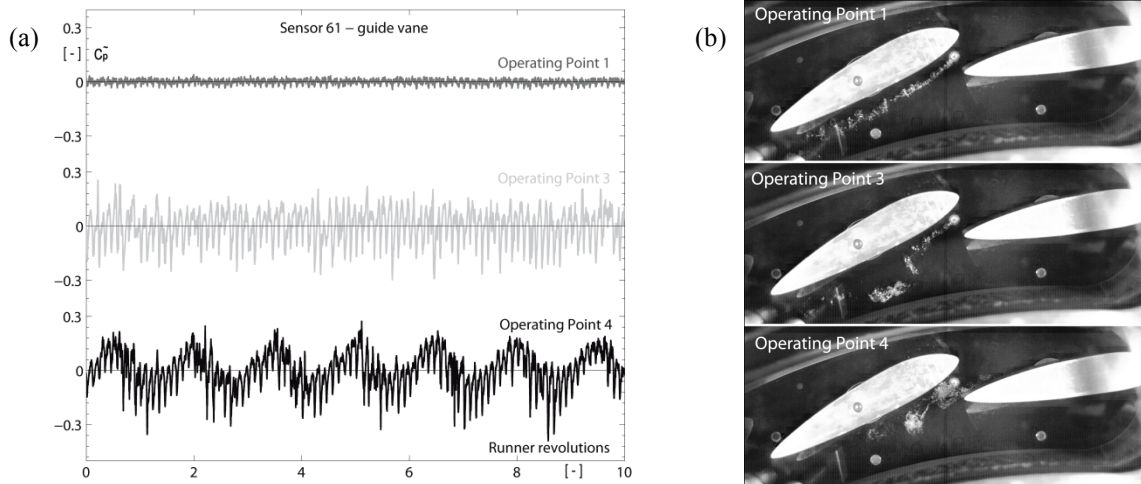 (a)
Sensor 61 – guide vane
0.3
[ - ] C̃p
Operating Point 1
0
−0.3
0.3
Operating Point 3
0
−0.3
0.3
Operating Point 4
0
−0.3
Runner revolutions
0 2 4 6 8 [ - ] 10
(b)
Operating Point 1
Operating Point 3
Operating Point 4